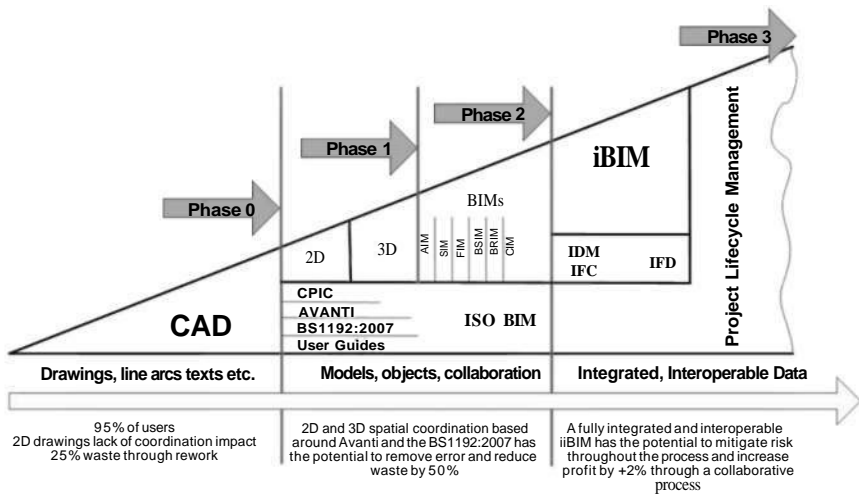 Phase 3
Phase 2
Phase 1
Phase 0
iBIM
BIMs
2D
3D
AIM
SIM
FIM
BSIM
BRIM
CIM
IDM
IFC
IFD
Project Lifecycle Management
CAD
CPIC
AVANTI
BS1192:2007
User Guides
ISO BIM
Drawings, line arcs texts etc.
Models, objects, collaboration
Integrated, Interoperable Data
95% of users
2D drawings lack of coordination impact
25% waste through rework
2D and 3D spatial coordination based
around Avanti and the BS1192:2007 has
the potential to remove error and reduce
waste by 50%
A fully integrated and interoperable
iiBIM has the potential to mitigate risk
throughout the process and increase
profit by +2% through a collaborative
process